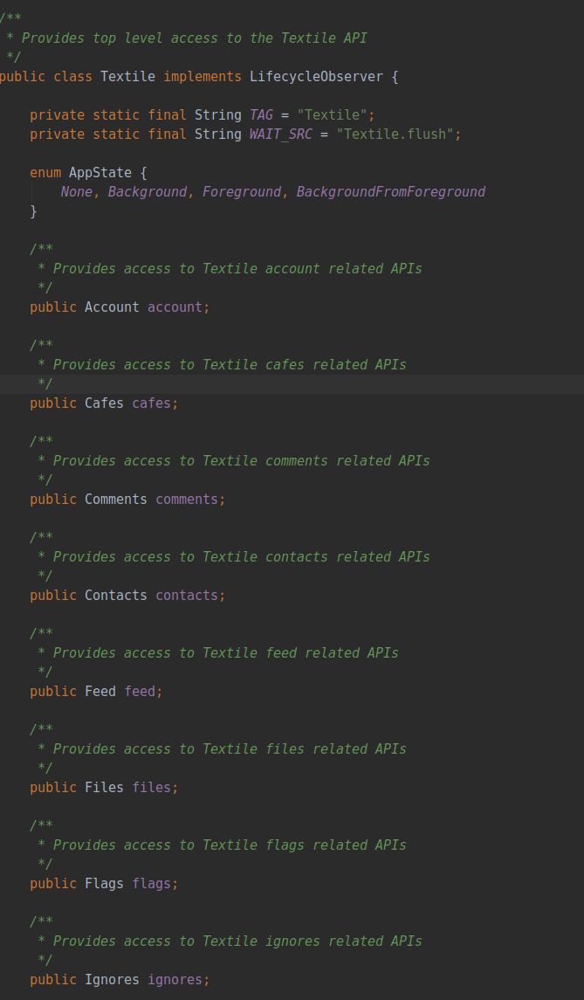 /**
 * Provides top level access to the Textile API
 */
public class Textile implements LifecycleObserver {

    private static final String TAG = "Textile";
    private static final String WAIT_SRC = "Textile.flush";

    enum AppState {
        None, Background, Foreground, BackgroundFromForeground
    }

    /**
     * Provides access to Textile account related APIs
     */
    public Account account;

    /**
     * Provides access to Textile cafes related APIs
     */
    public Cafes cafes;

    /**
     * Provides access to Textile comments related APIs
     */
    public Comments comments;

    /**
     * Provides access to Textile contacts related APIs
     */
    public Contacts contacts;

    /**
     * Provides access to Textile feed related APIs
     */
    public Feed feed;

    /**
     * Provides access to Textile files related APIs
     */
    public Files files;

    /**
     * Provides access to Textile flags related APIs
     */
    public Flags flags;

    /**
     * Provides access to Textile ignores related APIs
     */
    public Ignores ignores;